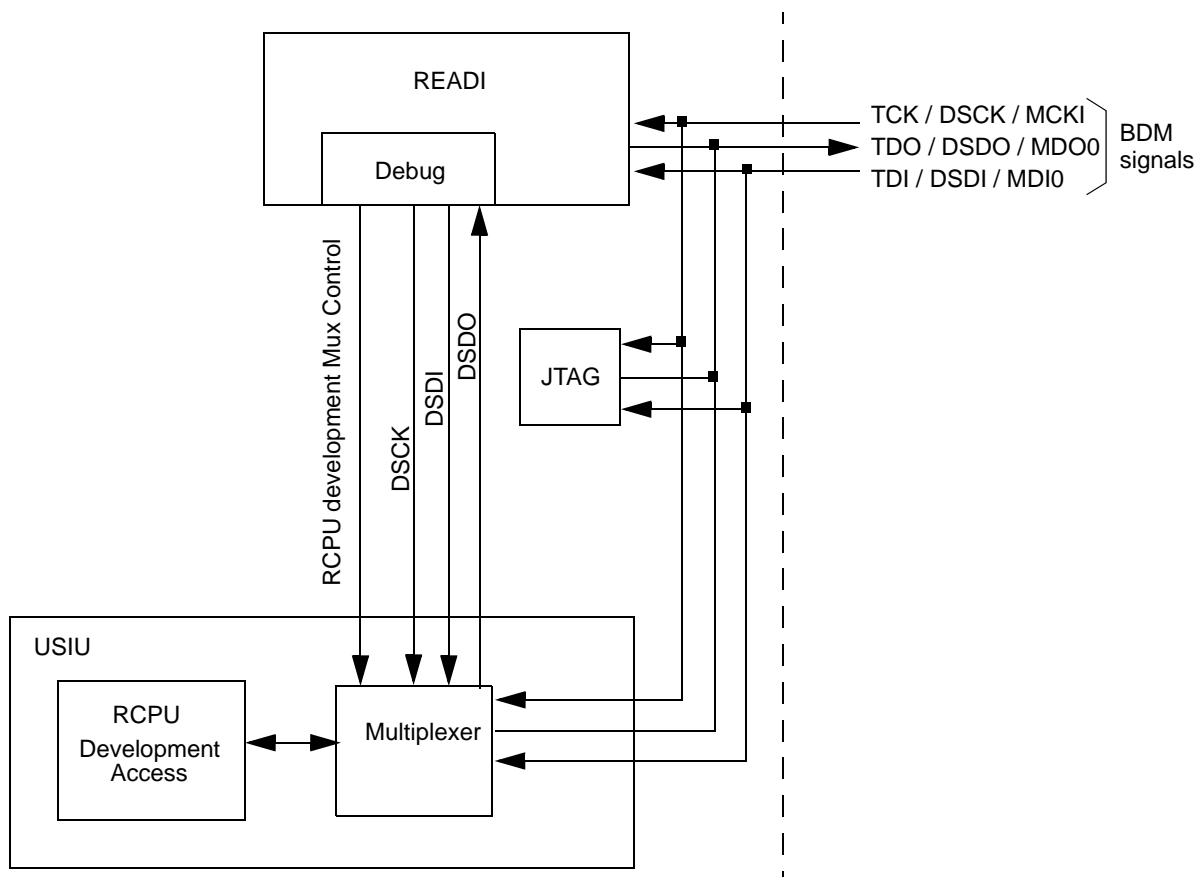 READI
Debug
TCK / DSCK / MCKI
TDO / DSDO / MDO0
TDI / DSDI / MDI0
BDM
signals
RCPU development Mux Control
DSCK
DSDI
DSDO
JTAG
USIU
RCPU
Development
Access
Multiplexer